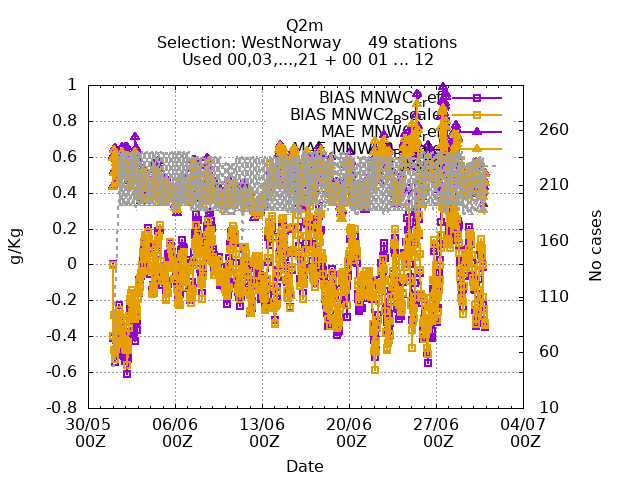 Q2m
Selection: WestNorway 49 stations
Used 00,03,...,21 + 00 01 ... 12
BIAS MNWC
BIAS MNWC2_Bscale
MAE
MAE
1
0.8
0.6
0.4
0.2
0
-0.2
-0.4
-0.6
-0.8
g/Kg
260
210
160
110
60
10
No cases
30/05 06/06 13/06 20/06 27/06 04/07
00Z 00Z 00Z 00Z 00Z 00Z
Date